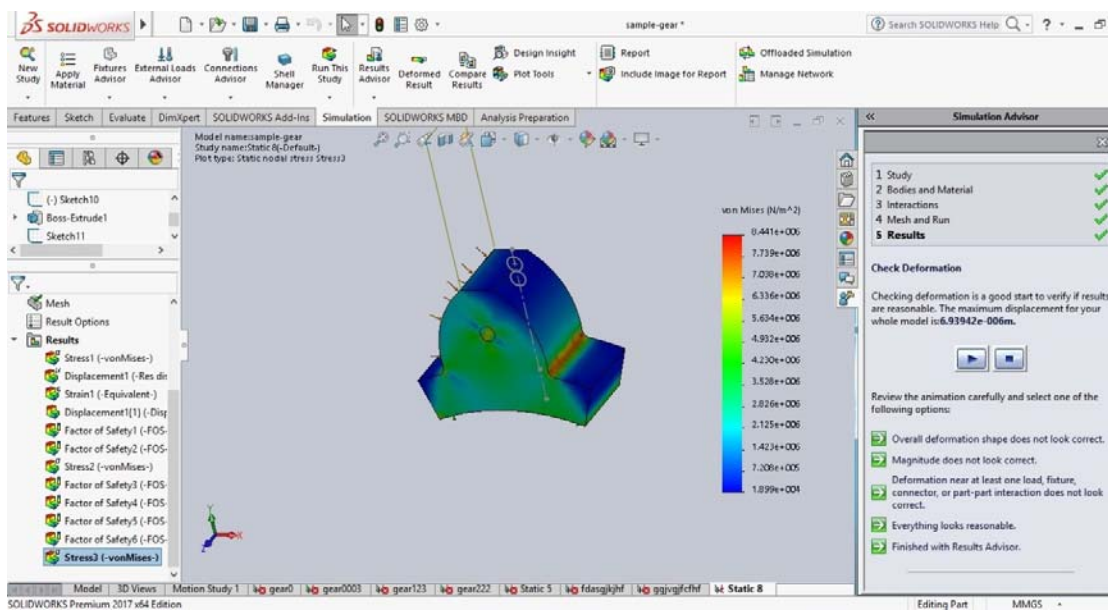 SOLIDWORKS
sample-gear *
Search SOLIDWORKS Help
New Study
Apply Material
Fixtures Advisor
External Loads Advisor
Connections Advisor
Shell Manager
Run This Study
Results Advisor
Deformed Result
Compare Results
Design Insight
Plot Tools
Report
Include Image for Report
Offloaded Simulation
Manage Network
Features Sketch Evaluate DimXpert SOLIDWORKS Add-Ins Simulation SOLIDWORKS MBD Analysis Preparation
Model name:sample-gear
Study name:Static 8(-Default-)
Plot type: Static nodal stress Stress3
(-) Sketch10
Boss-Extrude1
Sketch11
Mesh
Result Options
Results
Stress1 (-vonMises-)
Displacement1 (-Res dis
Strain1 (-Equivalent-)
Displacement1{1} (-Disp
Factor of Safety1 (-FOS-
Factor of Safety2 (-FOS-
Stress2 (-vonMises-)
Factor of Safety3 (-FOS-
Factor of Safety4 (-FOS-
Factor of Safety5 (-FOS-
Factor of Safety6 (-FOS-
Stress3 (-vonMises-)
von Mises (N/m^2)
8.441e+006
7.739e+006
7.038e+006
6.336e+006
5.634e+006
4.932e+006
4.230e+006
3.528e+006
2.826e+006
2.125e+006
1.423e+006
7.208e+005
1.899e+004
Simulation Advisor
1 Study
2 Bodies and Material
3 Interactions
4 Mesh and Run
5 Results
Check Deformation
Checking deformation is a good start to verify if results
are reasonable. The maximum displacement for your
whole model is:6.93942e-006m.
Review the animation carefully and select one of the
following options:
Overall deformation shape does not look correct.
Magnitude does not look correct.
Deformation near at least one load, fixture,
connector, or part-part interaction does not look
correct.
Everything looks reasonable.
Finished with Results Advisor.
Model 3D Views Motion Study 1 gear0 gear0003 gear123 gear222 Static 5 fdasgjkjhf ggjvgjfcfhf Static 8
SOLIDWORKS Premium 2017 x64 Edition
Editing Part MMGS